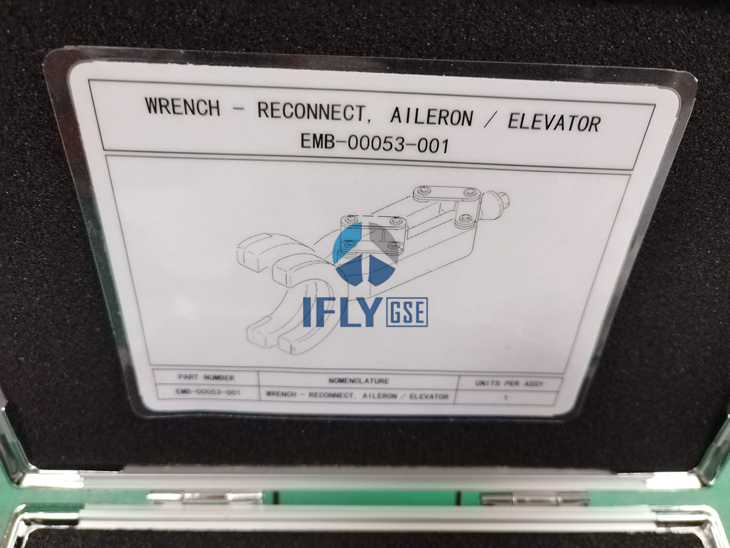 WRENCH - RECONNECT, AILERON / ELEVATOR
EMB-00053-001
IFLY GSE
PART NUMBER NOMENCLATURE UNITS PER ASSY
EMB-00053-001 WRENCH - RECONNECT, AILERON / ELEVATOR 1